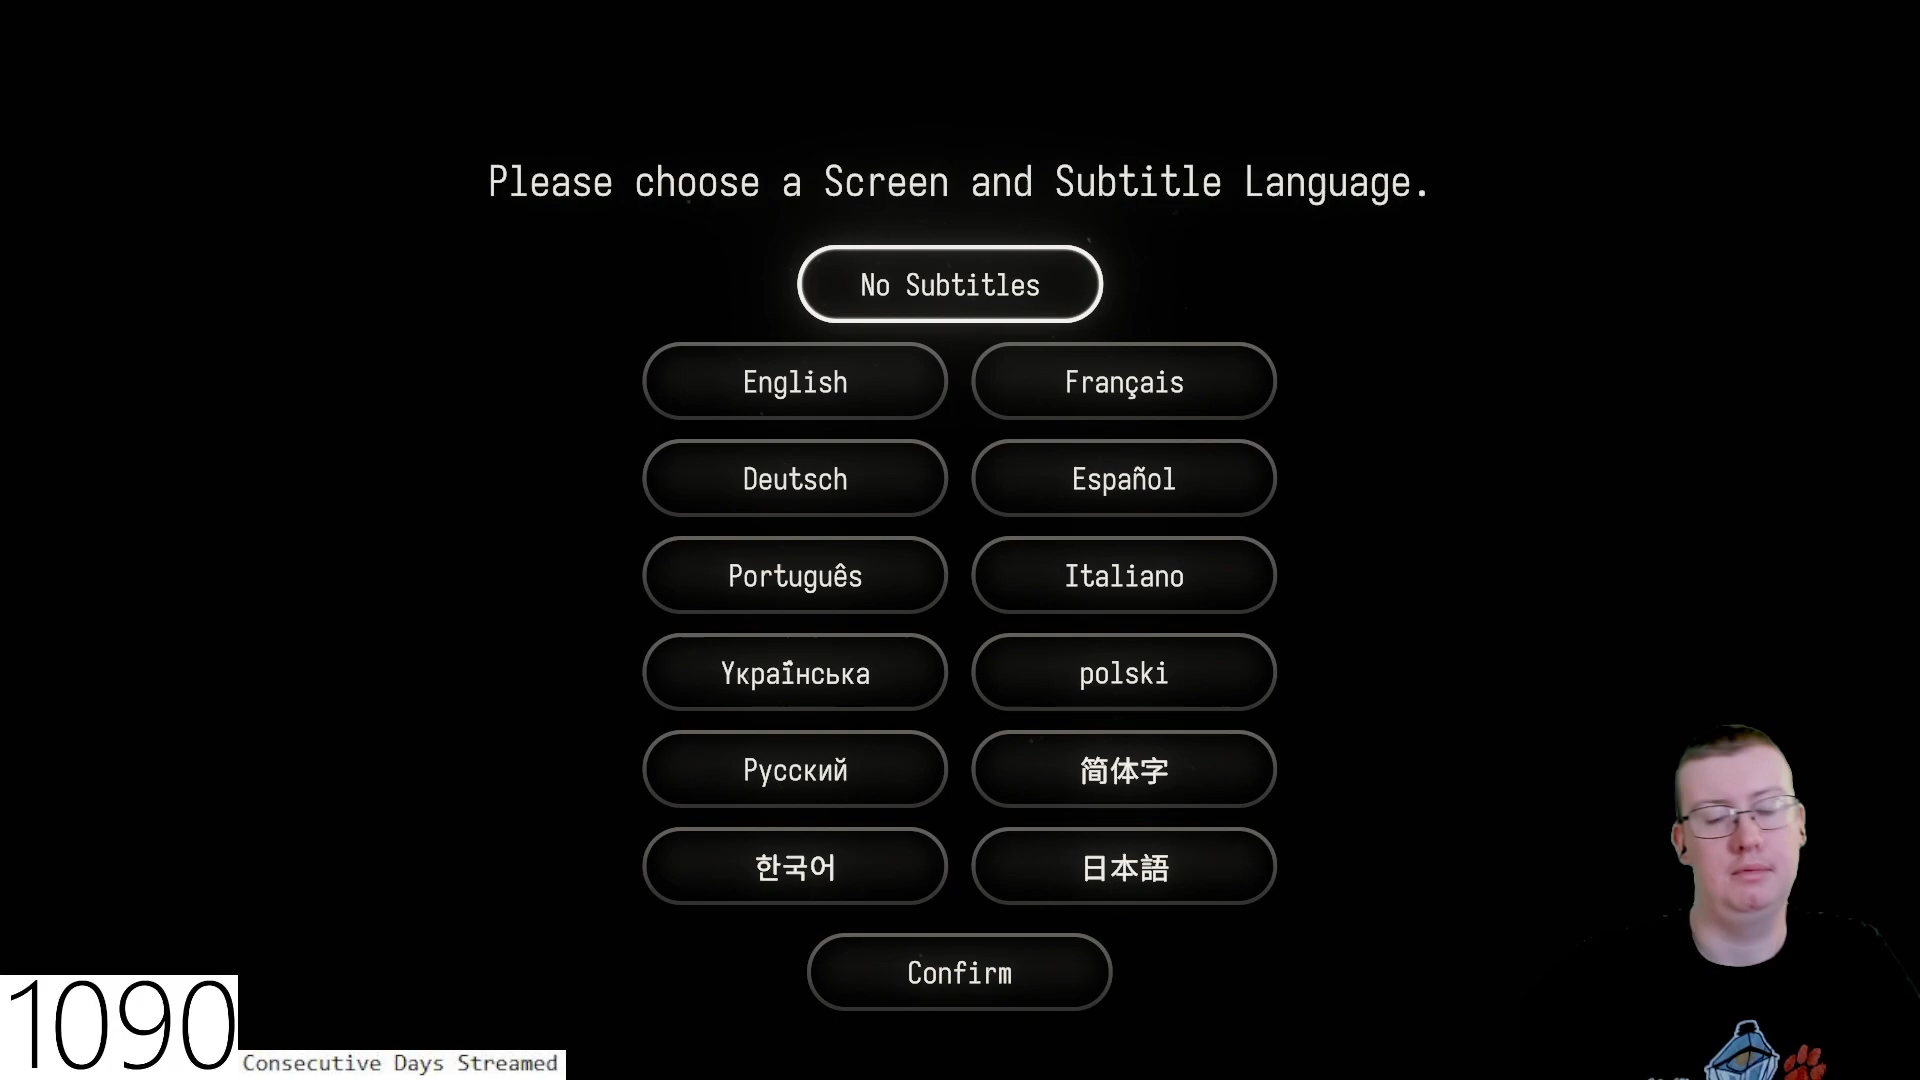 Please choose a Screen and Subtitle Language.
No Subtitles
English
Français
Deutsch
Español
Português
Italiano
Українська
polski
Русский
简体字
한국어
日本語
Confirm
1090
Consecutive Days Streamed